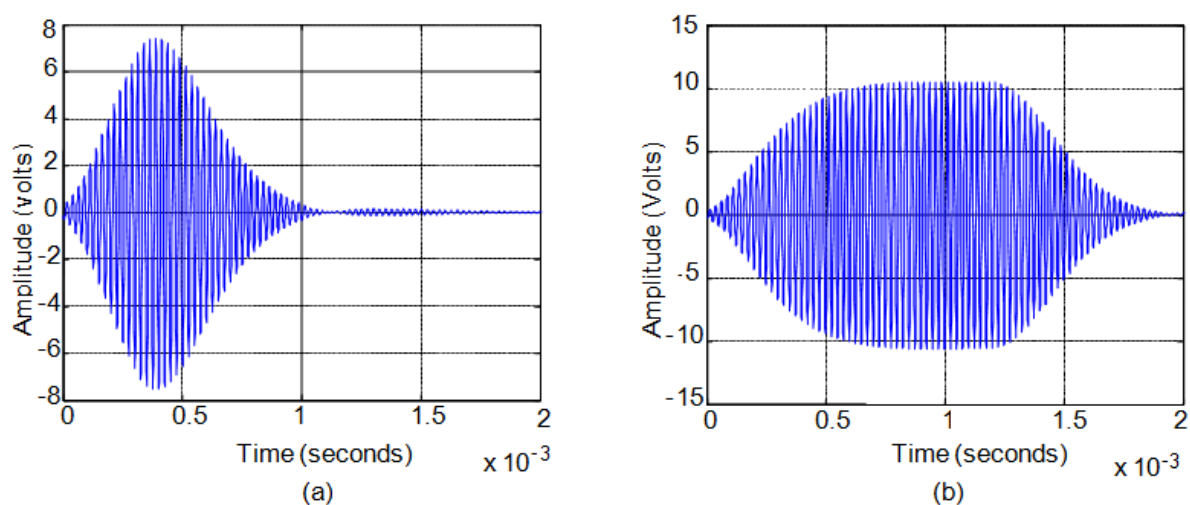 8
6
4
2
0
-2
-4
-6
-8
Amplitude (volts)
0 0.5 1 1.5 2
Time (seconds)
x 10-3
(a)
15
10
5
0
-5
-10
-15
Amplitude (Volts)
0 0.5 1 1.5 2
Time (seconds)
x 10-3
(b)